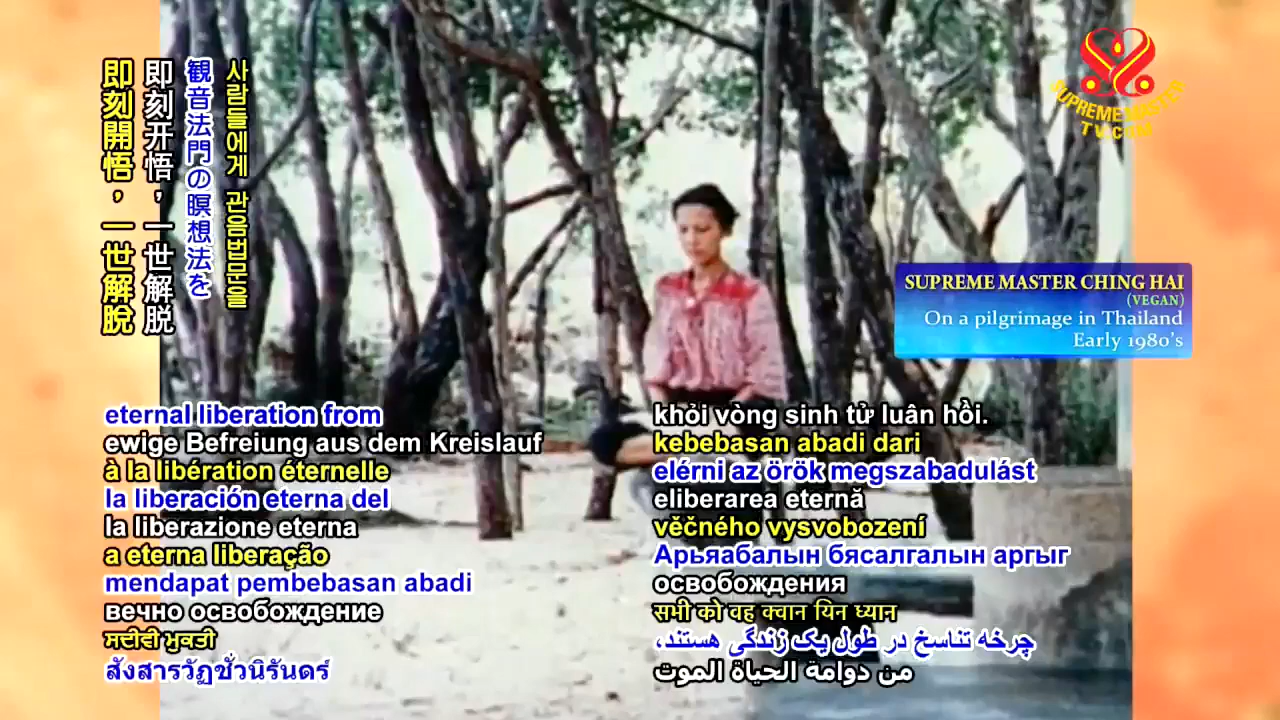 사람들에게 관음법문을
観音法門の瞑想法を
即刻开悟，一世解脱
即刻開悟，一世解脫
SUPREME MASTER
TV.COM
SUPREME MASTER CHING HAI
(VEGAN)
On a pilgrimage in Thailand
Early 1980's
eternal liberation from
ewige Befreiung aus dem Kreislauf
à la libération éternelle
la liberación eterna del
la liberazione eterna
a eterna liberação
mendapat pembebasan abadi
вечно освобождение
ਸਦੀਵੀ ਮੁਕਤੀ
สังสารวัฏชั่วนิรันดร์
khỏi vòng sinh tử luân hồi.
kebebasan abadi dari
elérni az örök megszabadulást
eliberarea eternă
věčného vysvobození
Арьяабалын бясалгалын аргыг
освобождения
सभी को वह क्वान यिन ध्यान
چرخه تناسخ در طول یک زندگی هستند،
من دوامة الحياة الموت